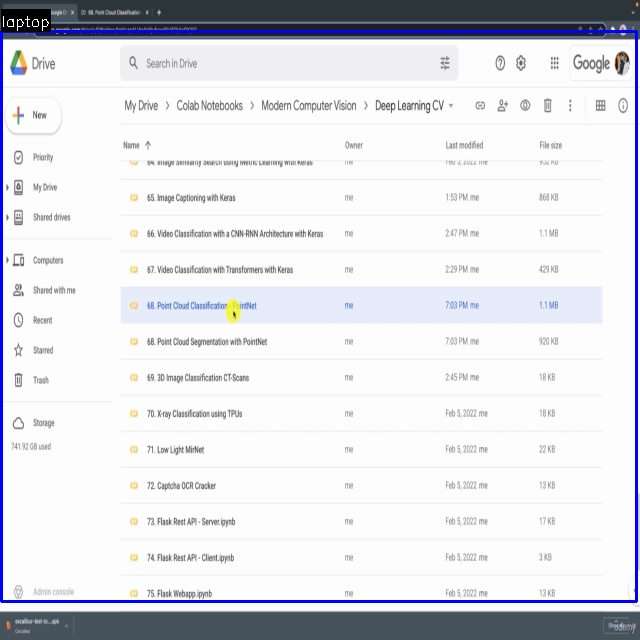 laptop
68. Point Cloud Classification
Drive
Search in Drive
Google
New
My Drive > Colab Notebooks > Modern Computer Vision > Deep Learning CV
Name Owner Last modified File size
Priority
My Drive
Shared drives
Computers
Shared with me
Recent
Starred
Trash
Storage
741.92 GB used
Admin console
64. Image Similarity Search using Metric Learning with Keras me Feb 5, 2022 me 932 KB
65. Image Captioning with Keras me 1:53 PM me 868 KB
66. Video Classification with a CNN-RNN Architecture with Keras me 2:47 PM me 1.1 MB
67. Video Classification with Transformers with Keras me 2:29 PM me 429 KB
68. Point Cloud Classification PointNet me 7:03 PM me 1.1 MB
68. Point Cloud Segmentation with PointNet me 7:03 PM me 920 KB
69. 3D Image Classification CT-Scans me 2:45 PM me 18 KB
70. X-ray Classification using TPUs me Feb 5, 2022 me 18 KB
71. Low Light MirNet me Feb 5, 2022 me 22 KB
72. Captcha OCR Cracker me Feb 5, 2022 me 13 KB
73. Flask Rest API - Server.ipynb me Feb 5, 2022 me 17 KB
74. Flask Rest API - Client.ipynb me Feb 5, 2022 me 3 KB
75. Flask Webapp.ipynb me Feb 5, 2022 me 13 KB
excalibur-test-to....apk
Canceled
udemy